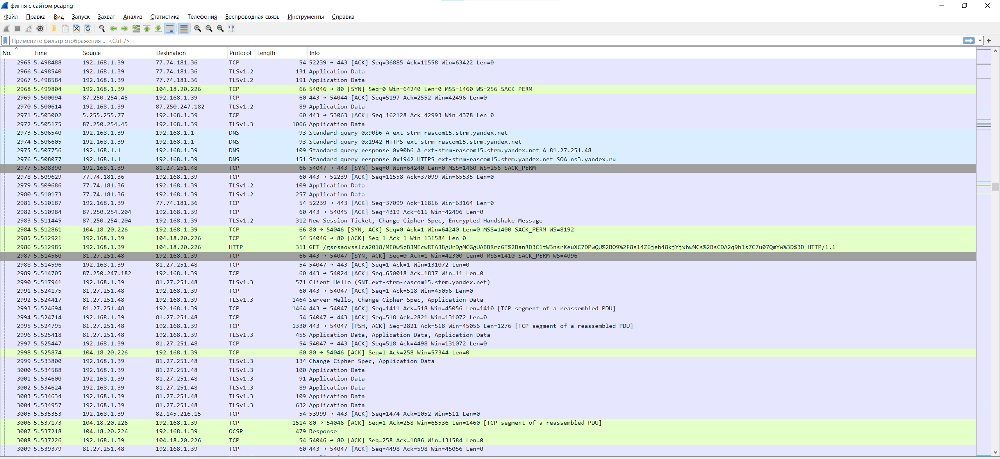 фигня с сайтом.pcapng
Файл Правка Вид Запуск Захват Анализ Статистика Телефония Беспроводная связь Инструменты Справка
Примените фильтр отображения ... <Ctrl-/>
No. Time Source Destination Protocol Length Info
2965 5.498488 192.168.1.39 77.74.181.36 TCP 54 52239 → 443 [ACK] Seq=36885 Ack=11558 Win=63422 Len=0
2966 5.498540 192.168.1.39 77.74.181.36 TLSv1.2 131 Application Data
2967 5.498584 192.168.1.39 77.74.181.36 TLSv1.2 191 Application Data
2968 5.499804 192.168.1.39 104.18.20.226 TCP 66 54046 → 80 [SYN] Seq=0 Win=64240 Len=0 MSS=1460 WS=256 SACK_PERM
2969 5.500094 87.250.254.45 192.168.1.39 TCP 60 443 → 54044 [ACK] Seq=5197 Ack=2552 Win=42496 Len=0
2970 5.500614 192.168.1.39 87.250.247.182 TLSv1.2 89 Application Data
2971 5.503002 5.255.255.77 192.168.1.39 TCP 60 443 → 53063 [ACK] Seq=162128 Ack=42993 Win=4378 Len=0
2972 5.505175 87.250.254.45 192.168.1.39 TLSv1.3 1066 Application Data
2973 5.506540 192.168.1.39 192.168.1.1 DNS 93 Standard query 0x90b6 A ext-strm-rascom15.strm.yandex.net
2974 5.506605 192.168.1.39 192.168.1.1 DNS 93 Standard query 0x1942 HTTPS ext-strm-rascom15.strm.yandex.net
2975 5.507756 192.168.1.1 192.168.1.39 DNS 109 Standard query response 0x90b6 A ext-strm-rascom15.strm.yandex.net A 81.27.251.48
2976 5.508077 192.168.1.1 192.168.1.39 DNS 151 Standard query response 0x1942 HTTPS ext-strm-rascom15.strm.yandex.net SOA ns3.yandex.ru
2977 5.508390 192.168.1.39 81.27.251.48 TCP 66 54047 → 443 [SYN] Seq=0 Win=64240 Len=0 MSS=1460 WS=256 SACK_PERM
2978 5.509629 77.74.181.36 192.168.1.39 TCP 60 443 → 52239 [ACK] Seq=11558 Ack=37099 Win=65535 Len=0
2979 5.509686 77.74.181.36 192.168.1.39 TLSv1.2 109 Application Data
2980 5.510173 77.74.181.36 192.168.1.39 TLSv1.2 257 Application Data
2981 5.510187 192.168.1.39 77.74.181.36 TCP 54 52239 → 443 [ACK] Seq=37099 Ack=11816 Win=63164 Len=0
2982 5.510984 87.250.254.204 192.168.1.39 TCP 60 443 → 54045 [ACK] Seq=4319 Ack=611 Win=42496 Len=0
2983 5.511445 87.250.254.204 192.168.1.39 TLSv1.2 312 New Session Ticket, Change Cipher Spec, Encrypted Handshake Message
2984 5.512861 104.18.20.226 192.168.1.39 TCP 66 80 → 54046 [SYN, ACK] Seq=0 Ack=1 Win=64240 Len=0 MSS=1400 SACK_PERM WS=8192
2985 5.512921 192.168.1.39 104.18.20.226 TCP 54 54046 → 80 [ACK] Seq=1 Ack=1 Win=131584 Len=0
2986 5.512985 192.168.1.39 104.18.20.226 HTTP 311 GET /gsrsaovsslca2018/ME0wSzBJMEcwRTAJBgUrDgMCGgUABBRrcGT%2BanRD3C1tW3nsrKeuXC7DPwQU%2BO9%2F8s14Z6jeb48kjYjxhwMCs%2BsCDA2q9h1s7C7u07QmYw%3D%3D HTTP/1.1
2987 5.514560 81.27.251.48 192.168.1.39 TCP 66 443 → 54047 [SYN, ACK] Seq=0 Ack=1 Win=42300 Len=0 MSS=1410 SACK_PERM WS=4096
2988 5.514596 192.168.1.39 81.27.251.48 TCP 54 54047 → 443 [ACK] Seq=1 Ack=1 Win=131072 Len=0
2989 5.514705 87.250.247.182 192.168.1.39 TCP 60 443 → 54024 [ACK] Seq=650018 Ack=1837 Win=11 Len=0
2990 5.517941 192.168.1.39 81.27.251.48 TLSv1.3 571 Client Hello (SNI=ext-strm-rascom15.strm.yandex.net)
2991 5.524175 81.27.251.48 192.168.1.39 TCP 60 443 → 54047 [ACK] Seq=1 Ack=518 Win=45056 Len=0
2992 5.524417 81.27.251.48 192.168.1.39 TLSv1.3 1464 Server Hello, Change Cipher Spec, Application Data
2993 5.524694 81.27.251.48 192.168.1.39 TCP 1464 443 → 54047 [ACK] Seq=1411 Ack=518 Win=45056 Len=1410 [TCP segment of a reassembled PDU]
2994 5.524714 192.168.1.39 81.27.251.48 TCP 54 54047 → 443 [ACK] Seq=518 Ack=2821 Win=131072 Len=0
2995 5.524795 81.27.251.48 192.168.1.39 TCP 1330 443 → 54047 [PSH, ACK] Seq=2821 Ack=518 Win=45056 Len=1276 [TCP segment of a reassembled PDU]
2996 5.525418 81.27.251.48 192.168.1.39 TLSv1.3 455 Application Data, Application Data, Application Data
2997 5.525447 192.168.1.39 81.27.251.48 TCP 54 54047 → 443 [ACK] Seq=518 Ack=4498 Win=131072 Len=0
2998 5.525874 104.18.20.226 192.168.1.39 TCP 60 80 → 54046 [ACK] Seq=1 Ack=258 Win=57344 Len=0
2999 5.533800 192.168.1.39 81.27.251.48 TLSv1.3 134 Change Cipher Spec, Application Data
3000 5.534588 192.168.1.39 81.27.251.48 TLSv1.3 100 Application Data
3001 5.534600 192.168.1.39 81.27.251.48 TLSv1.3 91 Application Data
3002 5.534624 192.168.1.39 81.27.251.48 TLSv1.3 89 Application Data
3003 5.534634 192.168.1.39 81.27.251.48 TLSv1.3 109 Application Data
3004 5.534957 192.168.1.39 81.27.251.48 TLSv1.3 632 Application Data
3005 5.535353 192.168.1.39 82.145.216.15 TCP 54 53999 → 443 [ACK] Seq=1474 Ack=1052 Win=511 Len=0
3006 5.537173 104.18.20.226 192.168.1.39 TCP 1514 80 → 54046 [ACK] Seq=1 Ack=258 Win=65536 Len=1460 [TCP segment of a reassembled PDU]
3007 5.537218 104.18.20.226 192.168.1.39 OCSP 479 Response
3008 5.537226 192.168.1.39 104.18.20.226 TCP 54 54046 → 80 [ACK] Seq=258 Ack=1886 Win=131584 Len=0
3009 5.539379 81.27.251.48 192.168.1.39 TCP 60 443 → 54047 [ACK] Seq=4498 Ack=598 Win=45056 Len=0